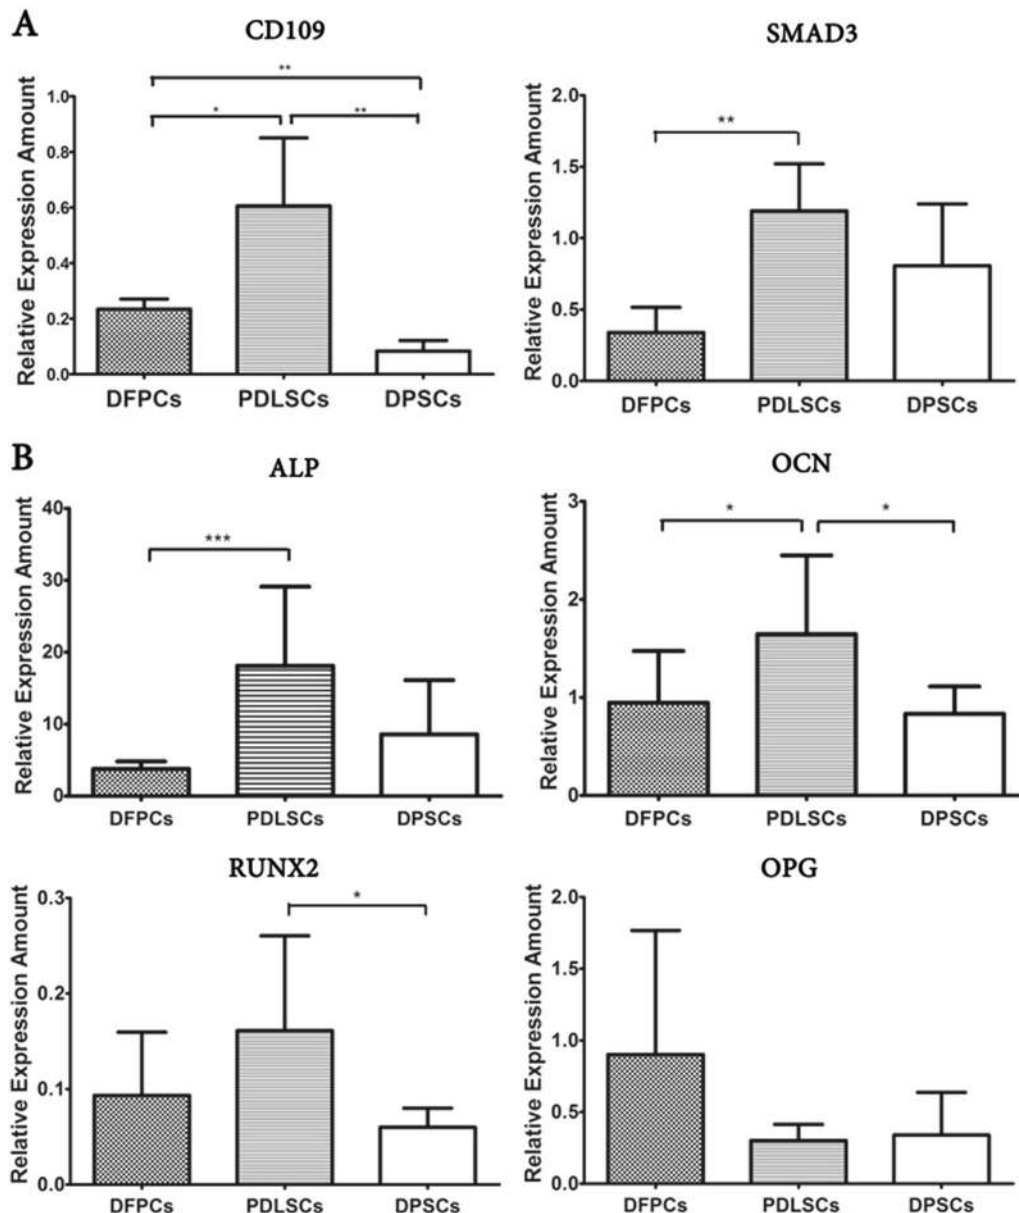 A
CD109
SMAD3
Relative Expression Amount
1.0
0.8
0.6
0.4
0.2
0.0
**
*
**
DFPCs PDLSCs DPSCs
Relative Expression Amount
2.0
1.5
1.0
0.5
0.0
**
DFPCs PDLSCs DPSCs
B
ALP
OCN
Relative Expression Amount
40
30
20
10
0
***
DFPCs PDLSCs DPSCs
Relative Expression Amount
3
2
1
0
*
*
DFPCs PDLSCs DPSCs
RUNX2
OPG
Relative Expression Amount
0.3
0.2
0.1
0.0
*
DFPCs PDLSCs DPSCs
Relative Expression Amount
2.0
1.5
1.0
0.5
0.0
DFPCs PDLSCs DPSCs